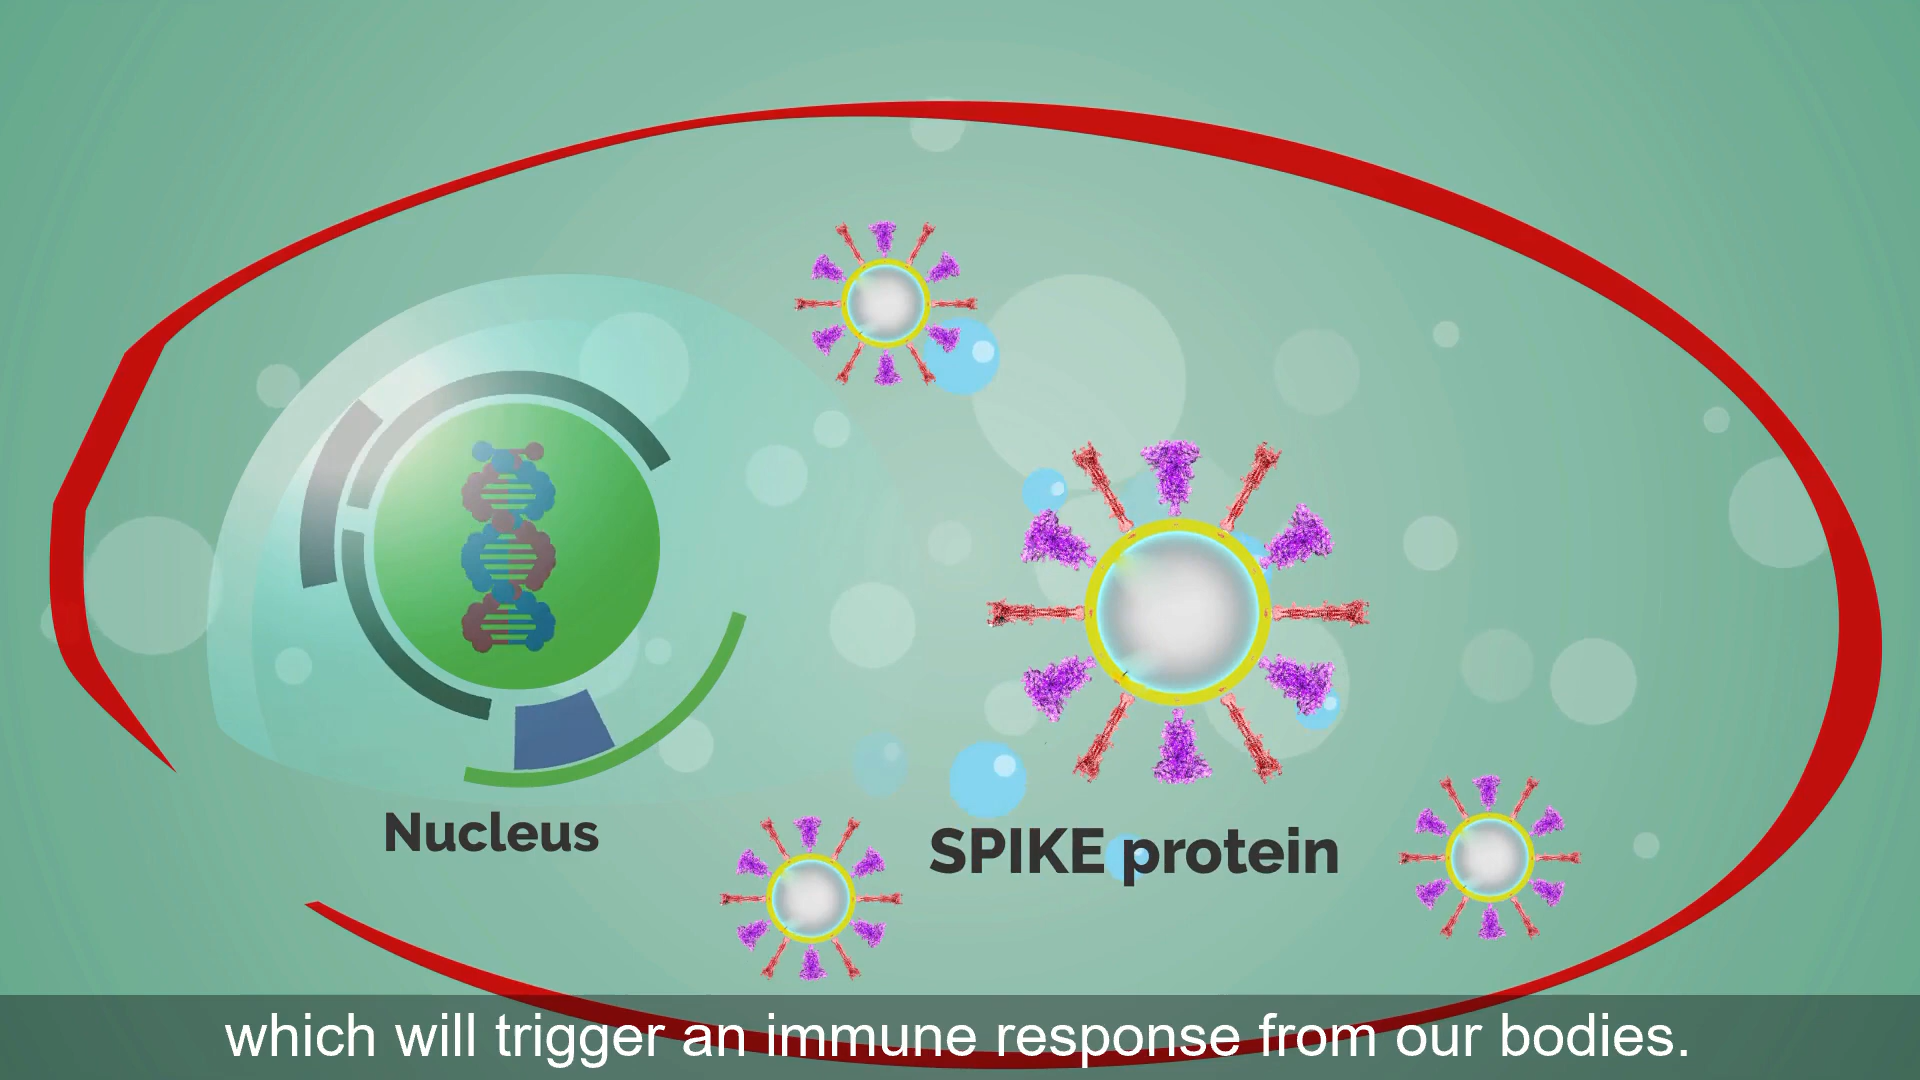 Nucleus
SPIKE protein
which will trigger an immune response from our bodies.